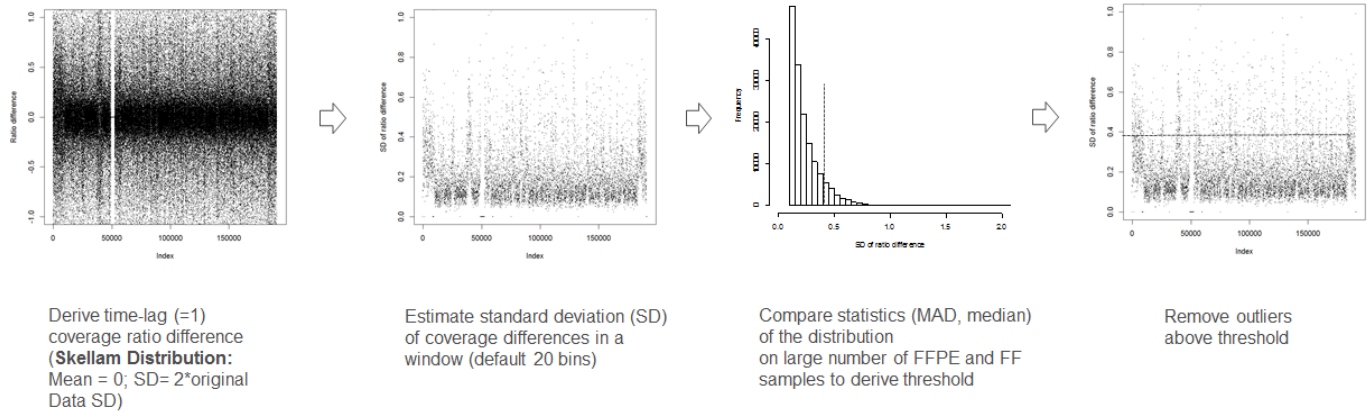 Ratio difference
1.0
0.5
0.0
-0.5
-1.0
0
50000
100000
150000
Index
SD of ratio difference
1.0
0.8
0.6
0.4
0.2
0.0
0
50000
100000
150000
Index
Frequency
40000
30000
20000
10000
0
0.0
0.5
1.0
1.5
2.0
SD of ratio difference
SD of ratio difference
1.0
0.8
0.6
0.4
0.2
0.0
0
50000
100000
150000
Index
Derive time-lag (=1)
coverage ratio difference
(Skellam Distribution:
Mean = 0; SD= 2*original
Data SD)
Estimate standard deviation (SD)
of coverage differences in a
window (default 20 bins)
Compare statistics (MAD, median)
of the distribution
on large number of FFPE and FF
samples to derive threshold
Remove outliers
above threshold